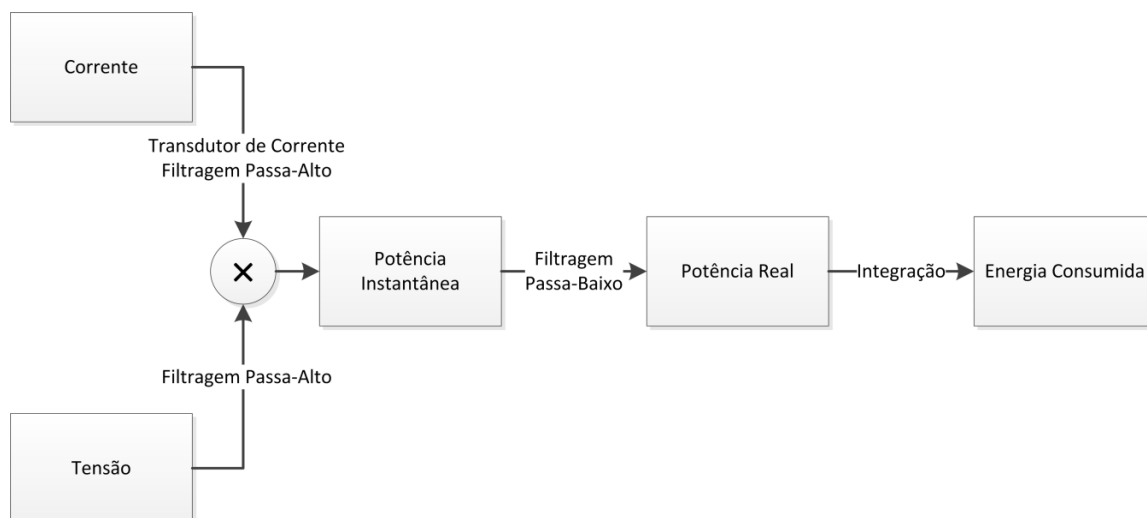 Corrente
Transdutor de Corrente
Filtragem Passa-Alto
×
Potência
Instantânea
Filtragem
Passa-Baixo
Potência Real
Integração
Energia Consumida
Filtragem Passa-Alto
Tensão